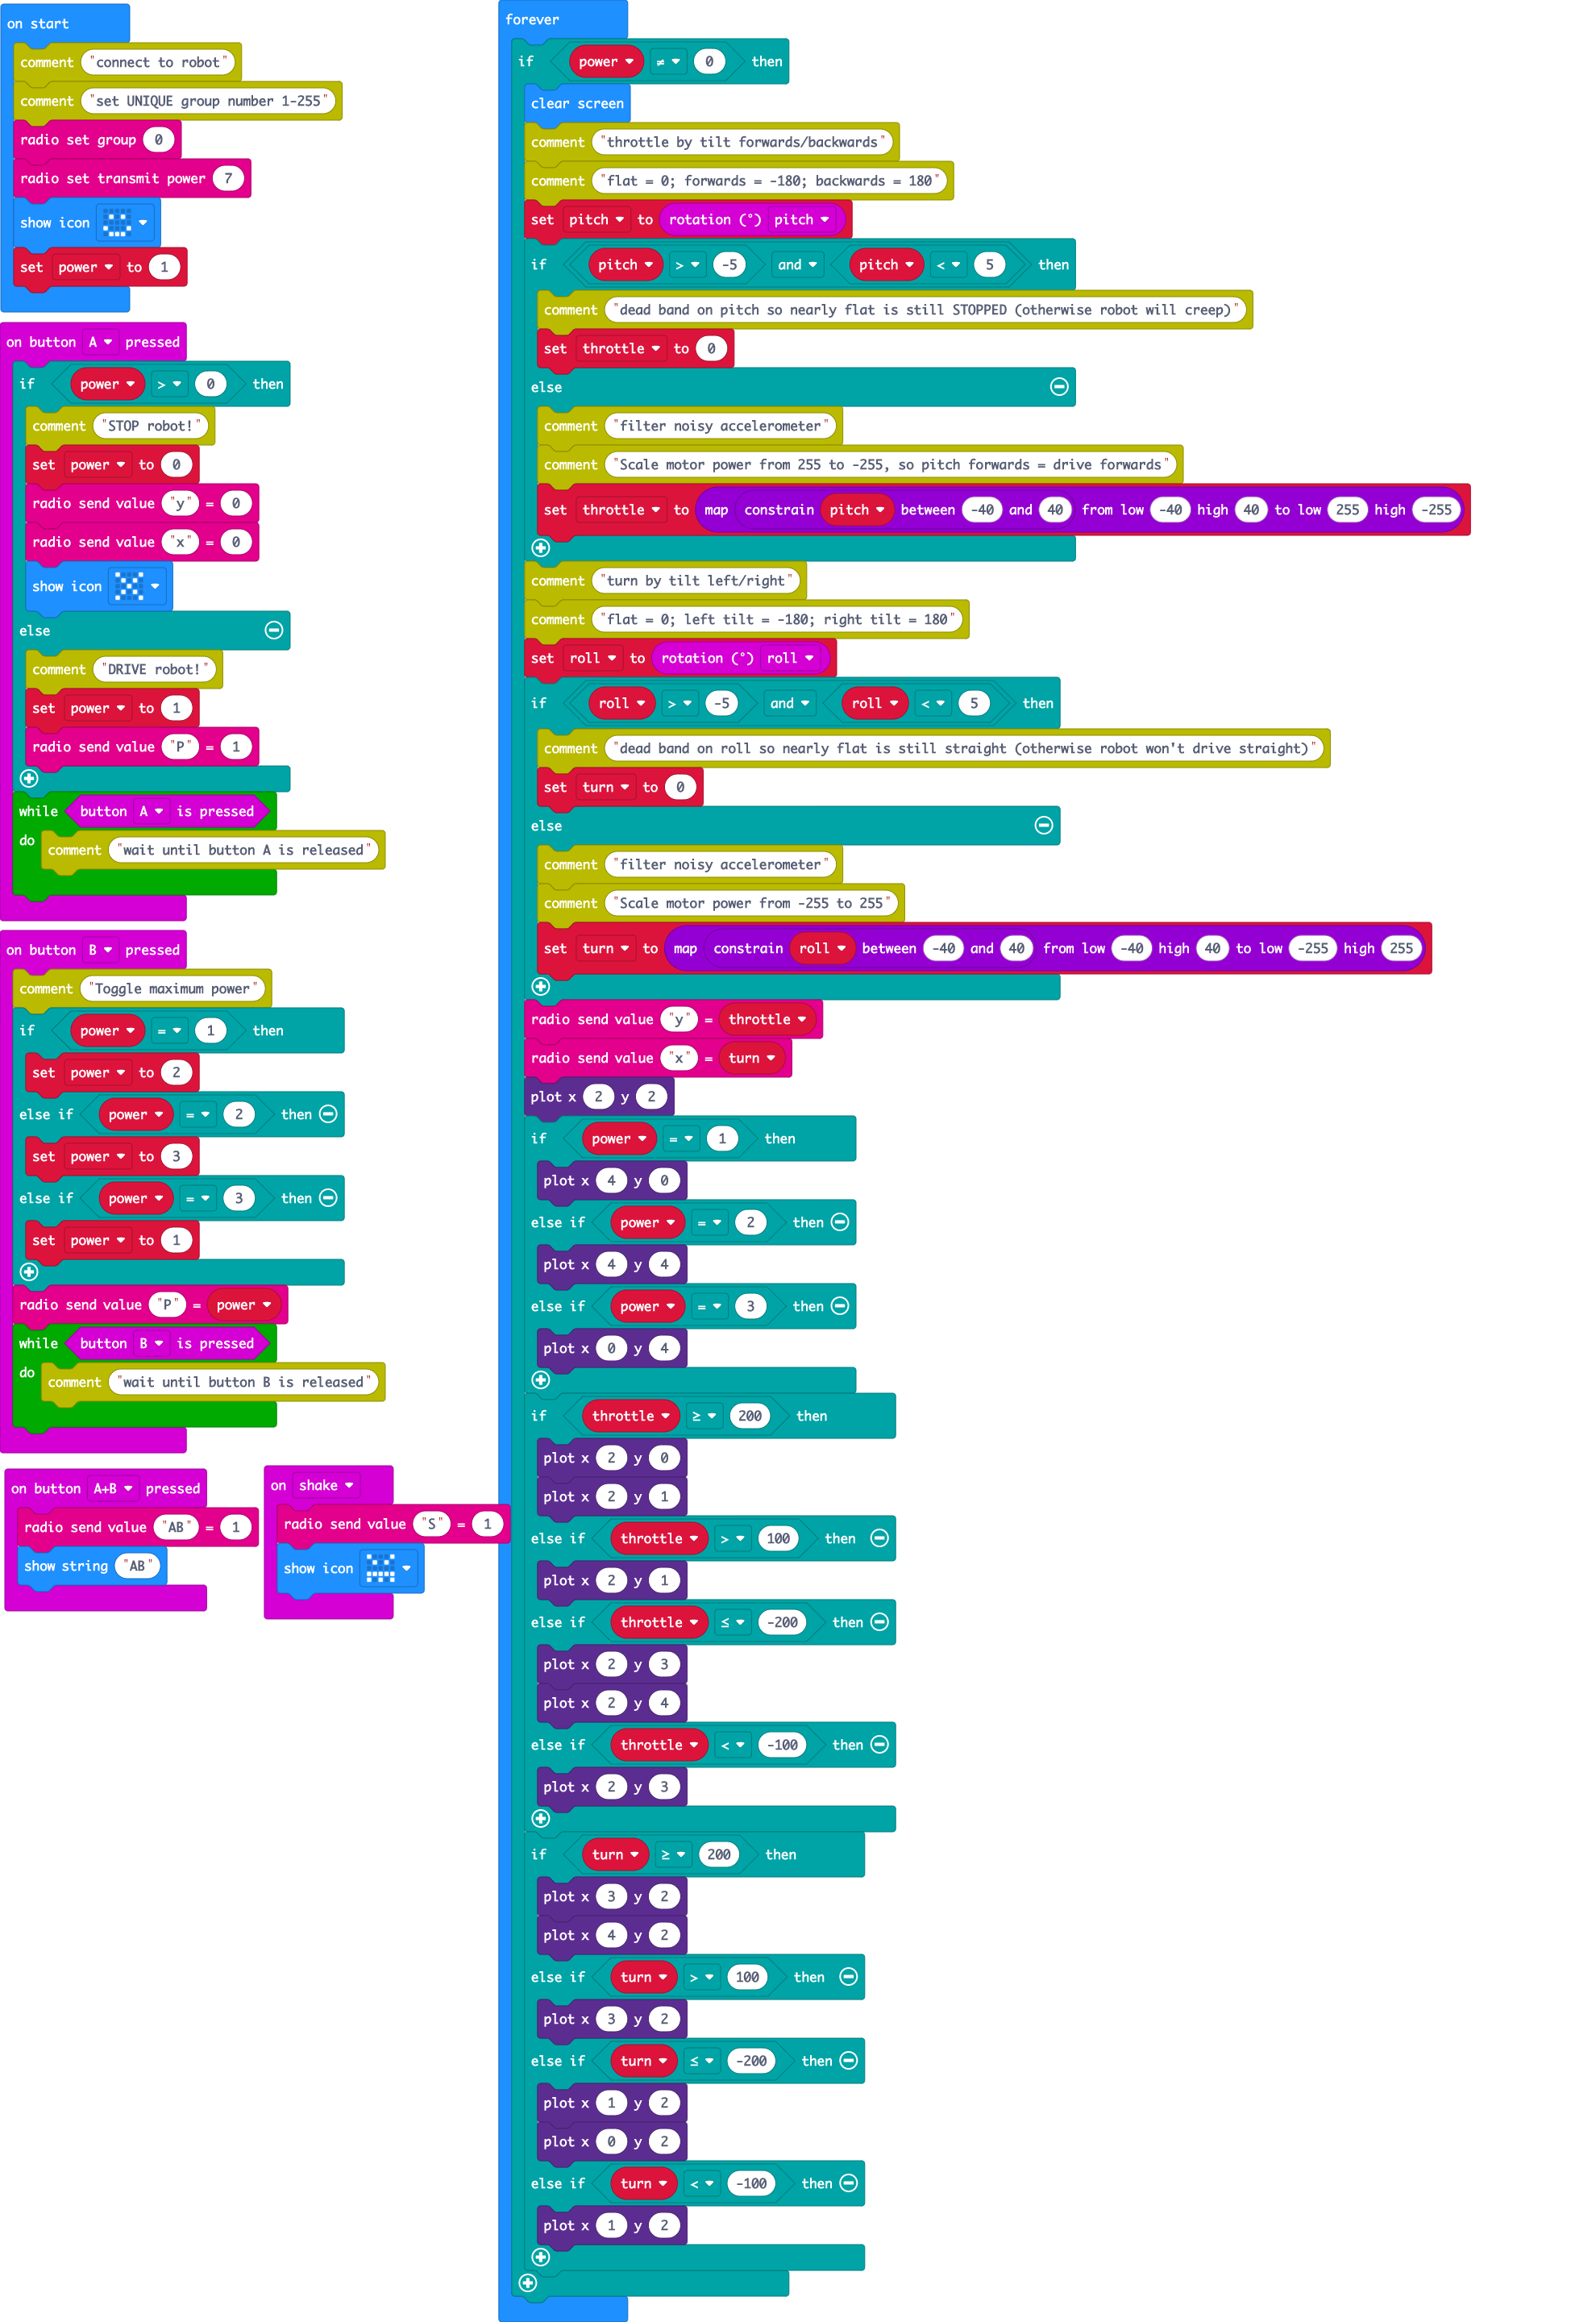 on start
comment "connect to robot"
comment "set UNIQUE group number 1-255"
radio set group 0
radio set transmit power 7
show icon
set power to 1
on button A pressed
if power > 0 then
comment "STOP robot!"
set power to 0
radio send value "y" = 0
radio send value "x" = 0
show icon
else
comment "DRIVE robot!"
set power to 1
radio send value "P" = 1
while button A is pressed
do comment "wait until button A is released"
on button B pressed
comment "Toggle maximum power"
if power = 1 then
set power to 2
else if power = 2 then
set power to 3
else if power = 3 then
set power to 1
radio send value "P" = power
while button B is pressed
do comment "wait until button B is released"
on button A+B pressed
radio send value "AB" = 1
show string "AB"
on shake
radio send value "S" = 1
show icon
forever
if power ≠ 0 then
clear screen
comment "throttle by tilt forwards/backwards"
comment "flat = 0; forwards = -180; backwards = 180"
set pitch to rotation (°) pitch
if pitch > -5 and pitch < 5 then
comment "dead band on pitch so nearly flat is still STOPPED (otherwise robot will creep)"
set throttle to 0
else
comment "filter noisy accelerometer"
comment "Scale motor power from 255 to -255, so pitch forwards = drive forwards"
set throttle to map constrain pitch between -40 and 40 from low -40 high 40 to low 255 high -255
comment "turn by tilt left/right"
comment "flat = 0; left tilt = -180; right tilt = 180"
set roll to rotation (°) roll
if roll > -5 and roll < 5 then
comment "dead band on roll so nearly flat is still straight (otherwise robot won't drive straight)"
set turn to 0
else
comment "filter noisy accelerometer"
comment "Scale motor power from -255 to 255"
set turn to map constrain roll between -40 and 40 from low -40 high 40 to low -255 high 255
radio send value "y" = throttle
radio send value "x" = turn
plot x 2 y 2
if power = 1 then
plot x 4 y 0
else if power = 2 then
plot x 4 y 4
else if power = 3 then
plot x 0 y 4
if throttle ≥ 200 then
plot x 2 y 0
plot x 2 y 1
else if throttle > 100 then
plot x 2 y 1
else if throttle ≤ -200 then
plot x 2 y 3
plot x 2 y 4
else if throttle < -100 then
plot x 2 y 3
if turn ≥ 200 then
plot x 3 y 2
plot x 4 y 2
else if turn > 100 then
plot x 3 y 2
else if turn ≤ -200 then
plot x 1 y 2
plot x 0 y 2
else if turn < -100 then
plot x 1 y 2